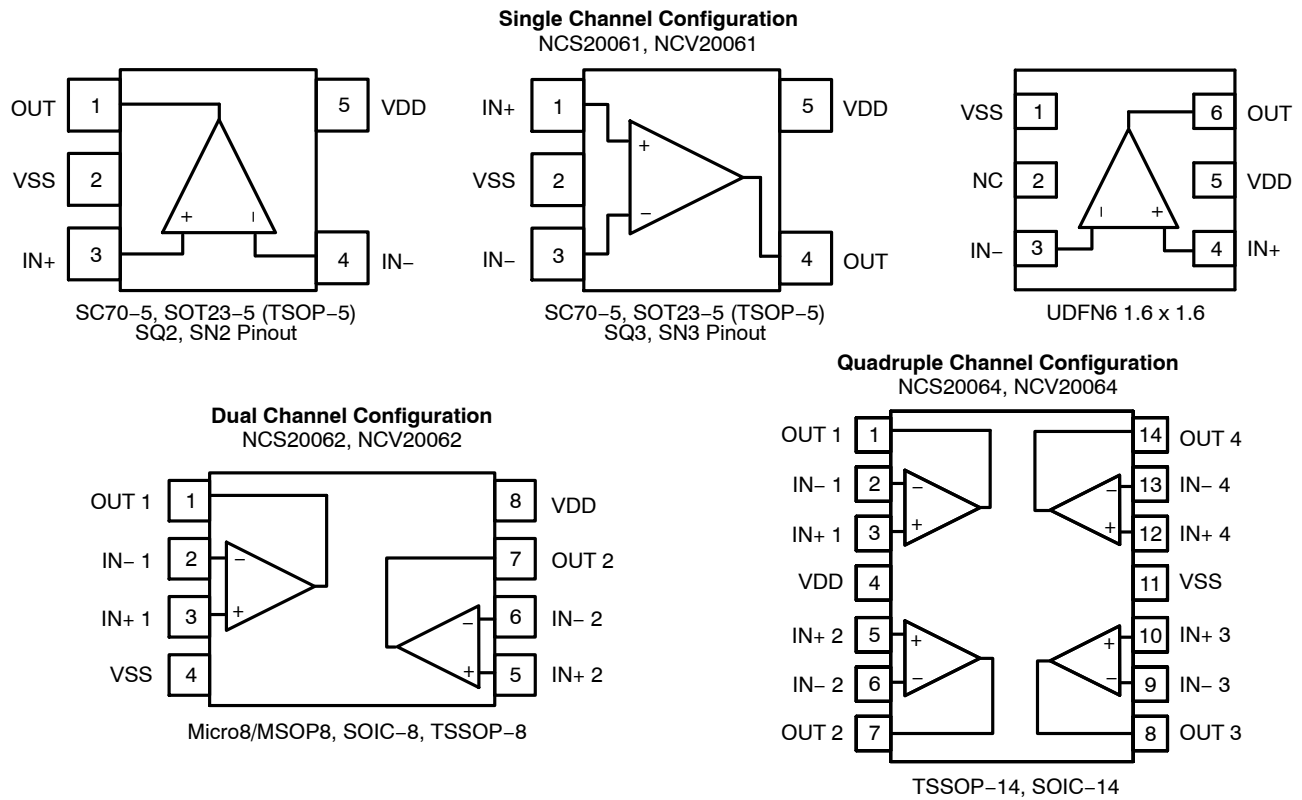 Single Channel Configuration
NCS20061, NCV20061
OUT 1 5 VDD
VSS 2
+ −
IN+ 3 4 IN−
SC70−5, SOT23−5 (TSOP−5)
SQ2, SN2 Pinout
IN+ 1 5 VDD
+
VSS 2
−
IN− 3 4 OUT
SC70−5, SOT23−5 (TSOP−5)
SQ3, SN3 Pinout
VSS 1 6 OUT
NC 2 5 VDD
− +
IN− 3 4 IN+
UDFN6 1.6 x 1.6
Dual Channel Configuration
NCS20062, NCV20062
OUT 1 1 8 VDD
IN− 1 2 − 7 OUT 2
IN+ 1 3 + − 6 IN− 2
VSS 4 + 5 IN+ 2
Micro8/MSOP8, SOIC−8, TSSOP−8
Quadruple Channel Configuration
NCS20064, NCV20064
OUT 1 1 14 OUT 4
IN− 1 2 − − 13 IN− 4
IN+ 1 3 + + 12 IN+ 4
VDD 4 11 VSS
IN+ 2 5 + + 10 IN+ 3
IN− 2 6 − − 9 IN− 3
OUT 2 7 8 OUT 3
TSSOP−14, SOIC−14